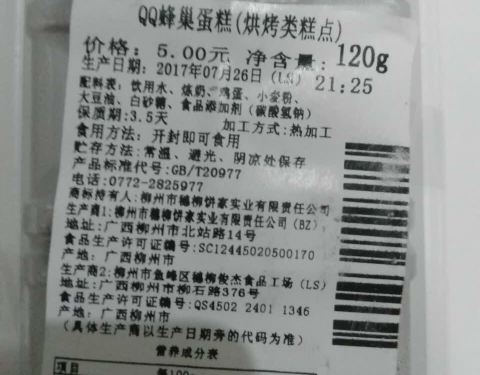 QQ蜂巢蛋糕(烘烤类糕点)
价格: 5.00元 净含量: 120g
生产日期: 2017年07月26日(LS) 21:25
配料表: 饮用水、炼奶、鸡蛋、小麦粉、
大豆油、白砂糖、食品添加剂(碳酸氢钠)
保质期:3.5天 加工方式:热加工
食用方法: 开封即可食用
贮存方法:常温、避光、阴凉处保存
产品标准代号:GB/T20977
电话:0772-2825977
商标持有人:柳州市穗柳饼家实业有限责任公司
生产商1:柳州市穗柳饼家实业有限责任公司(BZ)
地址: 广西柳州市北站路14号
食品生产许可证编号:SC12445020500170
产地: 广西柳州市
生产商2:柳州市鱼峰区穗柳俊杰食品工场(LS)
地址:广西柳州市柳石路376号
食品生产许可证编号:QS4502 2401 1346
产地: 广西柳州市
(具体生产商以生产日期旁的代码为准)
营养成分表
项目 每100g